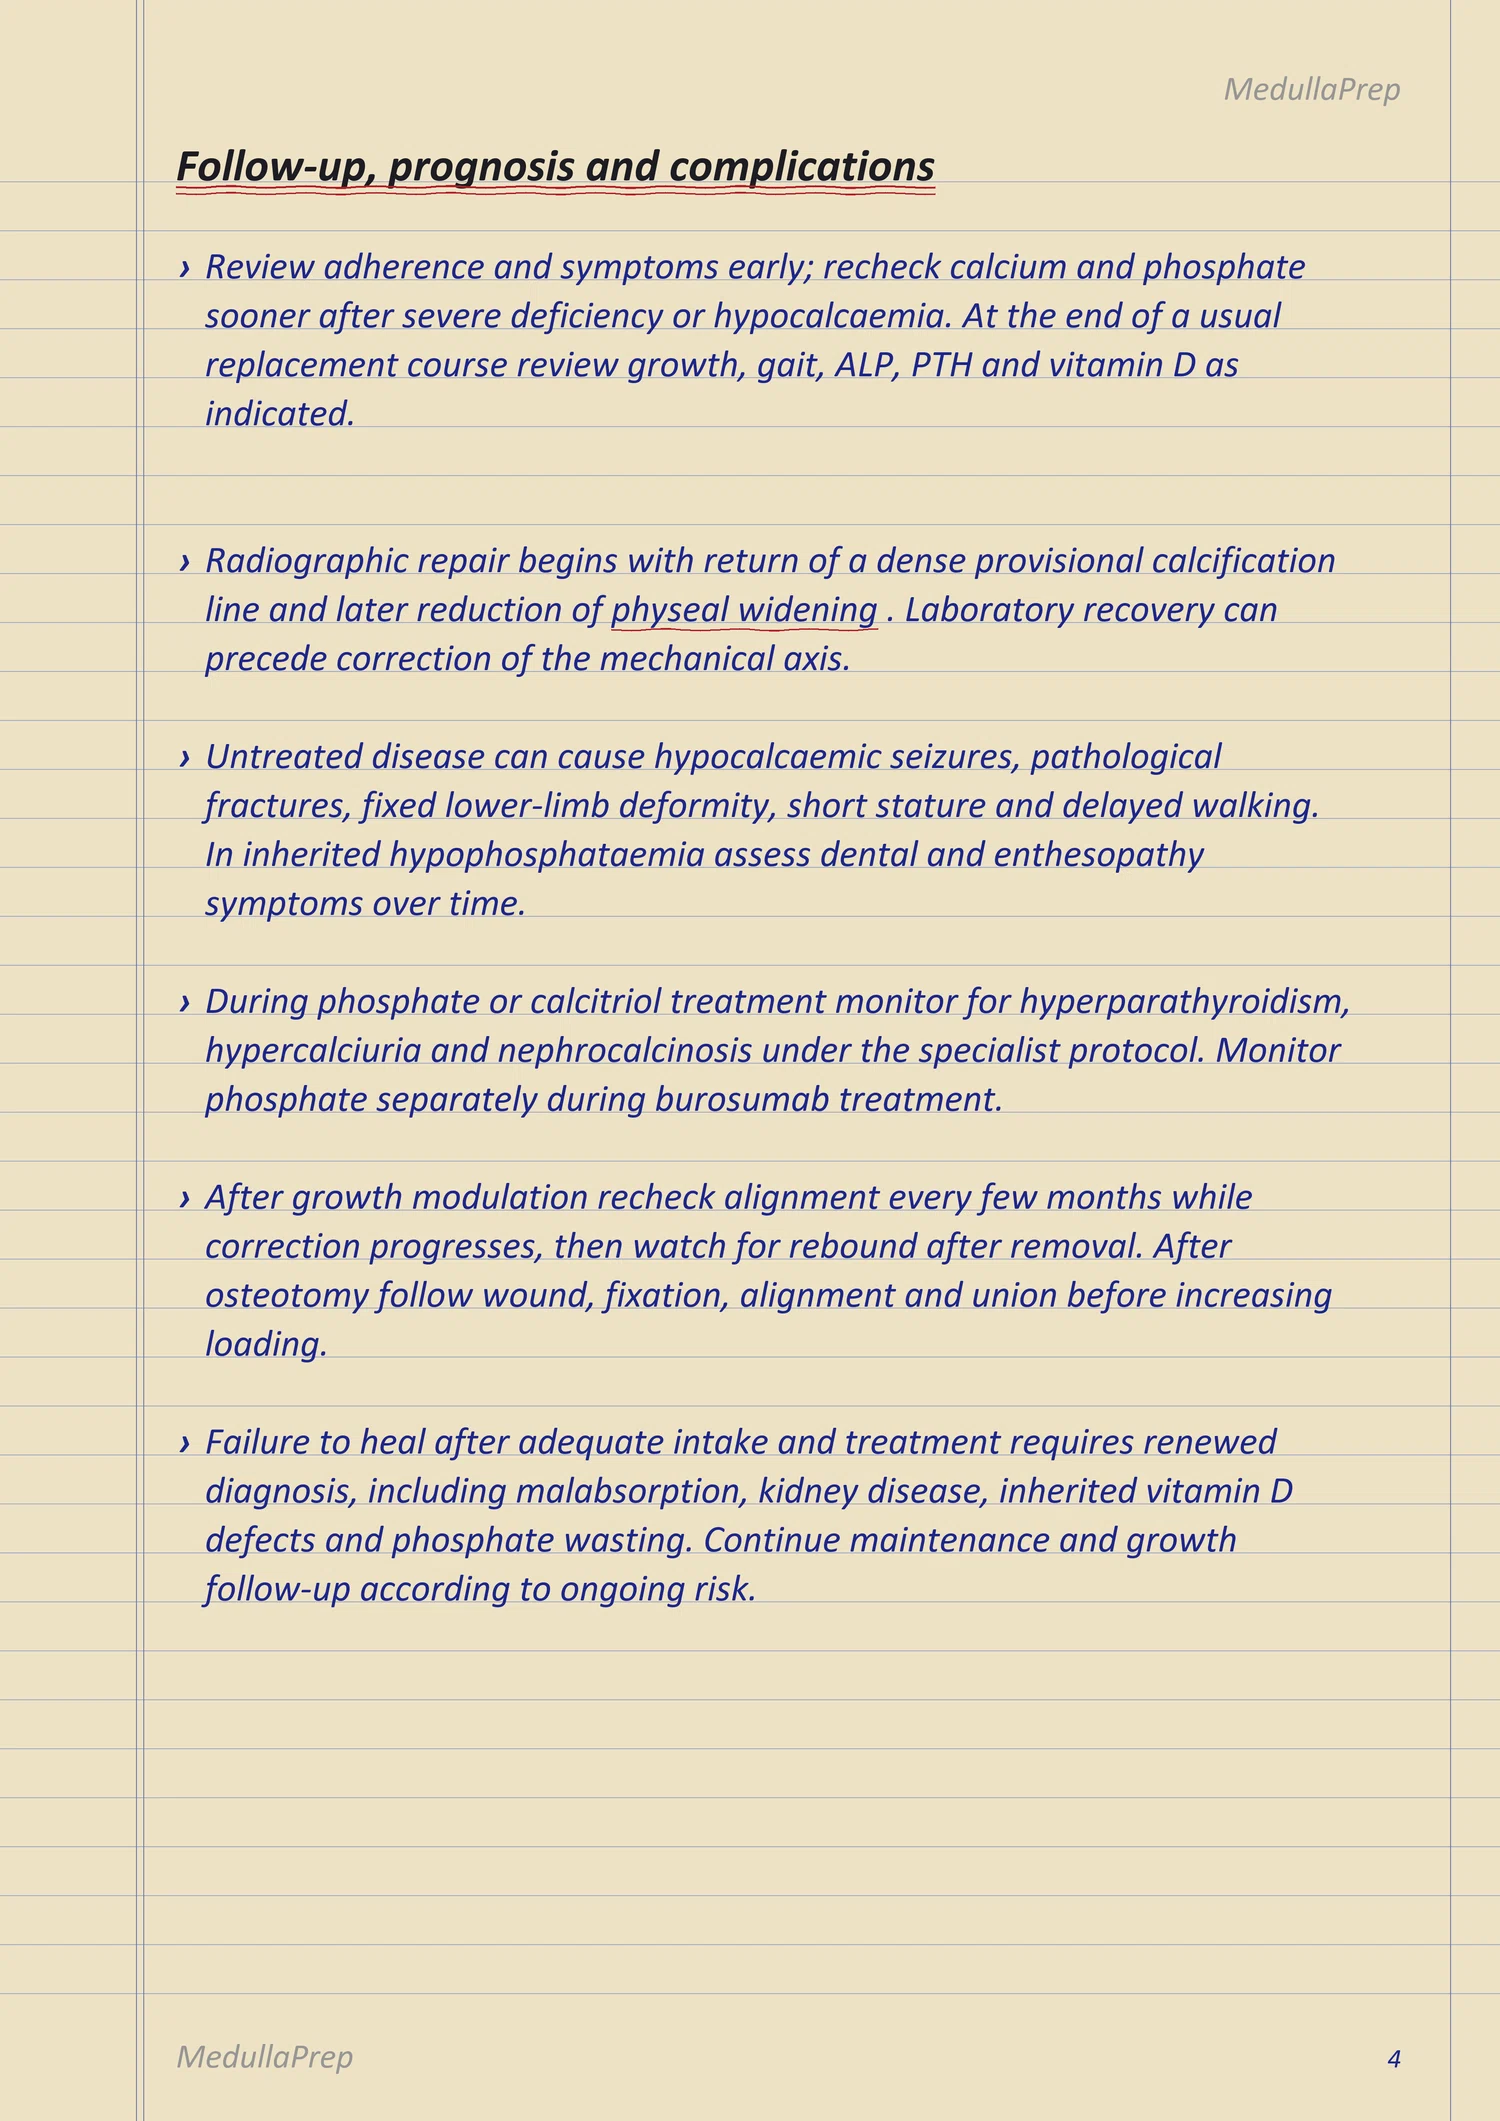 MedullaPrep
Follow-up, prognosis and complications
› Review adherence and symptoms early; recheck calcium and phosphate
sooner after severe deficiency or hypocalcaemia. At the end of a usual
replacement course review growth, gait, ALP, PTH and vitamin D as
indicated.
› Radiographic repair begins with return of a dense provisional calcification
line and later reduction of physeal widening . Laboratory recovery can
precede correction of the mechanical axis.
› Untreated disease can cause hypocalcaemic seizures, pathological
fractures, fixed lower-limb deformity, short stature and delayed walking.
In inherited hypophosphataemia assess dental and enthesopathy
symptoms over time.
› During phosphate or calcitriol treatment monitor for hyperparathyroidism,
hypercalciuria and nephrocalcinosis under the specialist protocol. Monitor
phosphate separately during burosumab treatment.
› After growth modulation recheck alignment every few months while
correction progresses, then watch for rebound after removal. After
osteotomy follow wound, fixation, alignment and union before increasing
loading.
› Failure to heal after adequate intake and treatment requires renewed
diagnosis, including malabsorption, kidney disease, inherited vitamin D
defects and phosphate wasting. Continue maintenance and growth
follow-up according to ongoing risk.
MedullaPrep
4